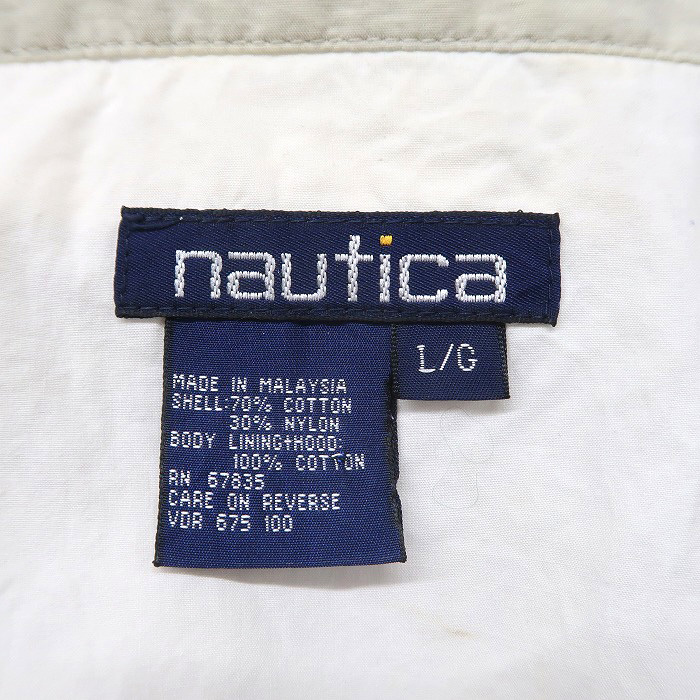 nautica
L/G
MADE IN MALAYSIA
SHELL:70% COTTON
30% NYLON
BODY LINING+HOOD:
100% COTTON
RN 67835
CARE ON REVERSE
VDR 675 100